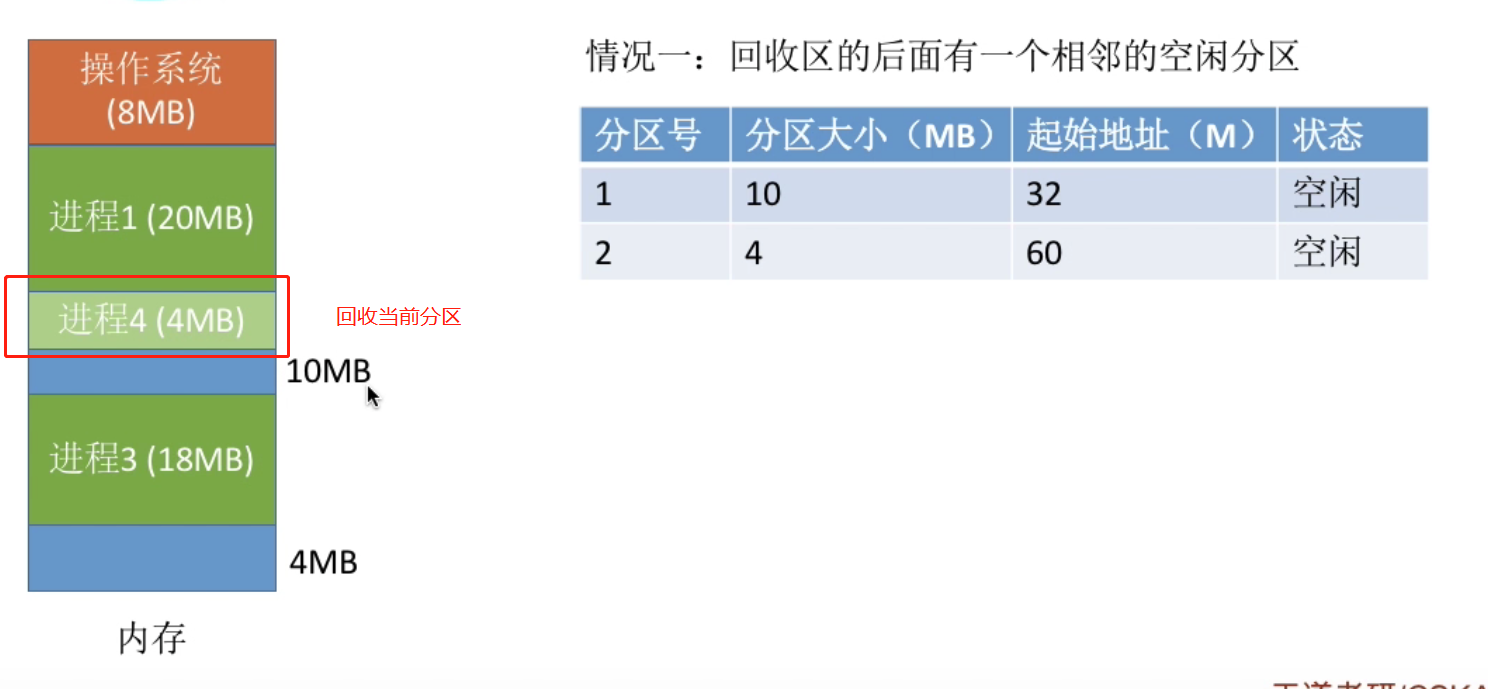 操作系统
(8MB)
进程1 (20MB)
进程4 (4MB)
回收当前分区
10MB
进程3 (18MB)
4MB
内存
情况一：回收区的后面有一个相邻的空闲分区
分区号 分区大小（MB） 起始地址（M） 状态
1 10 32 空闲
2 4 60 空闲